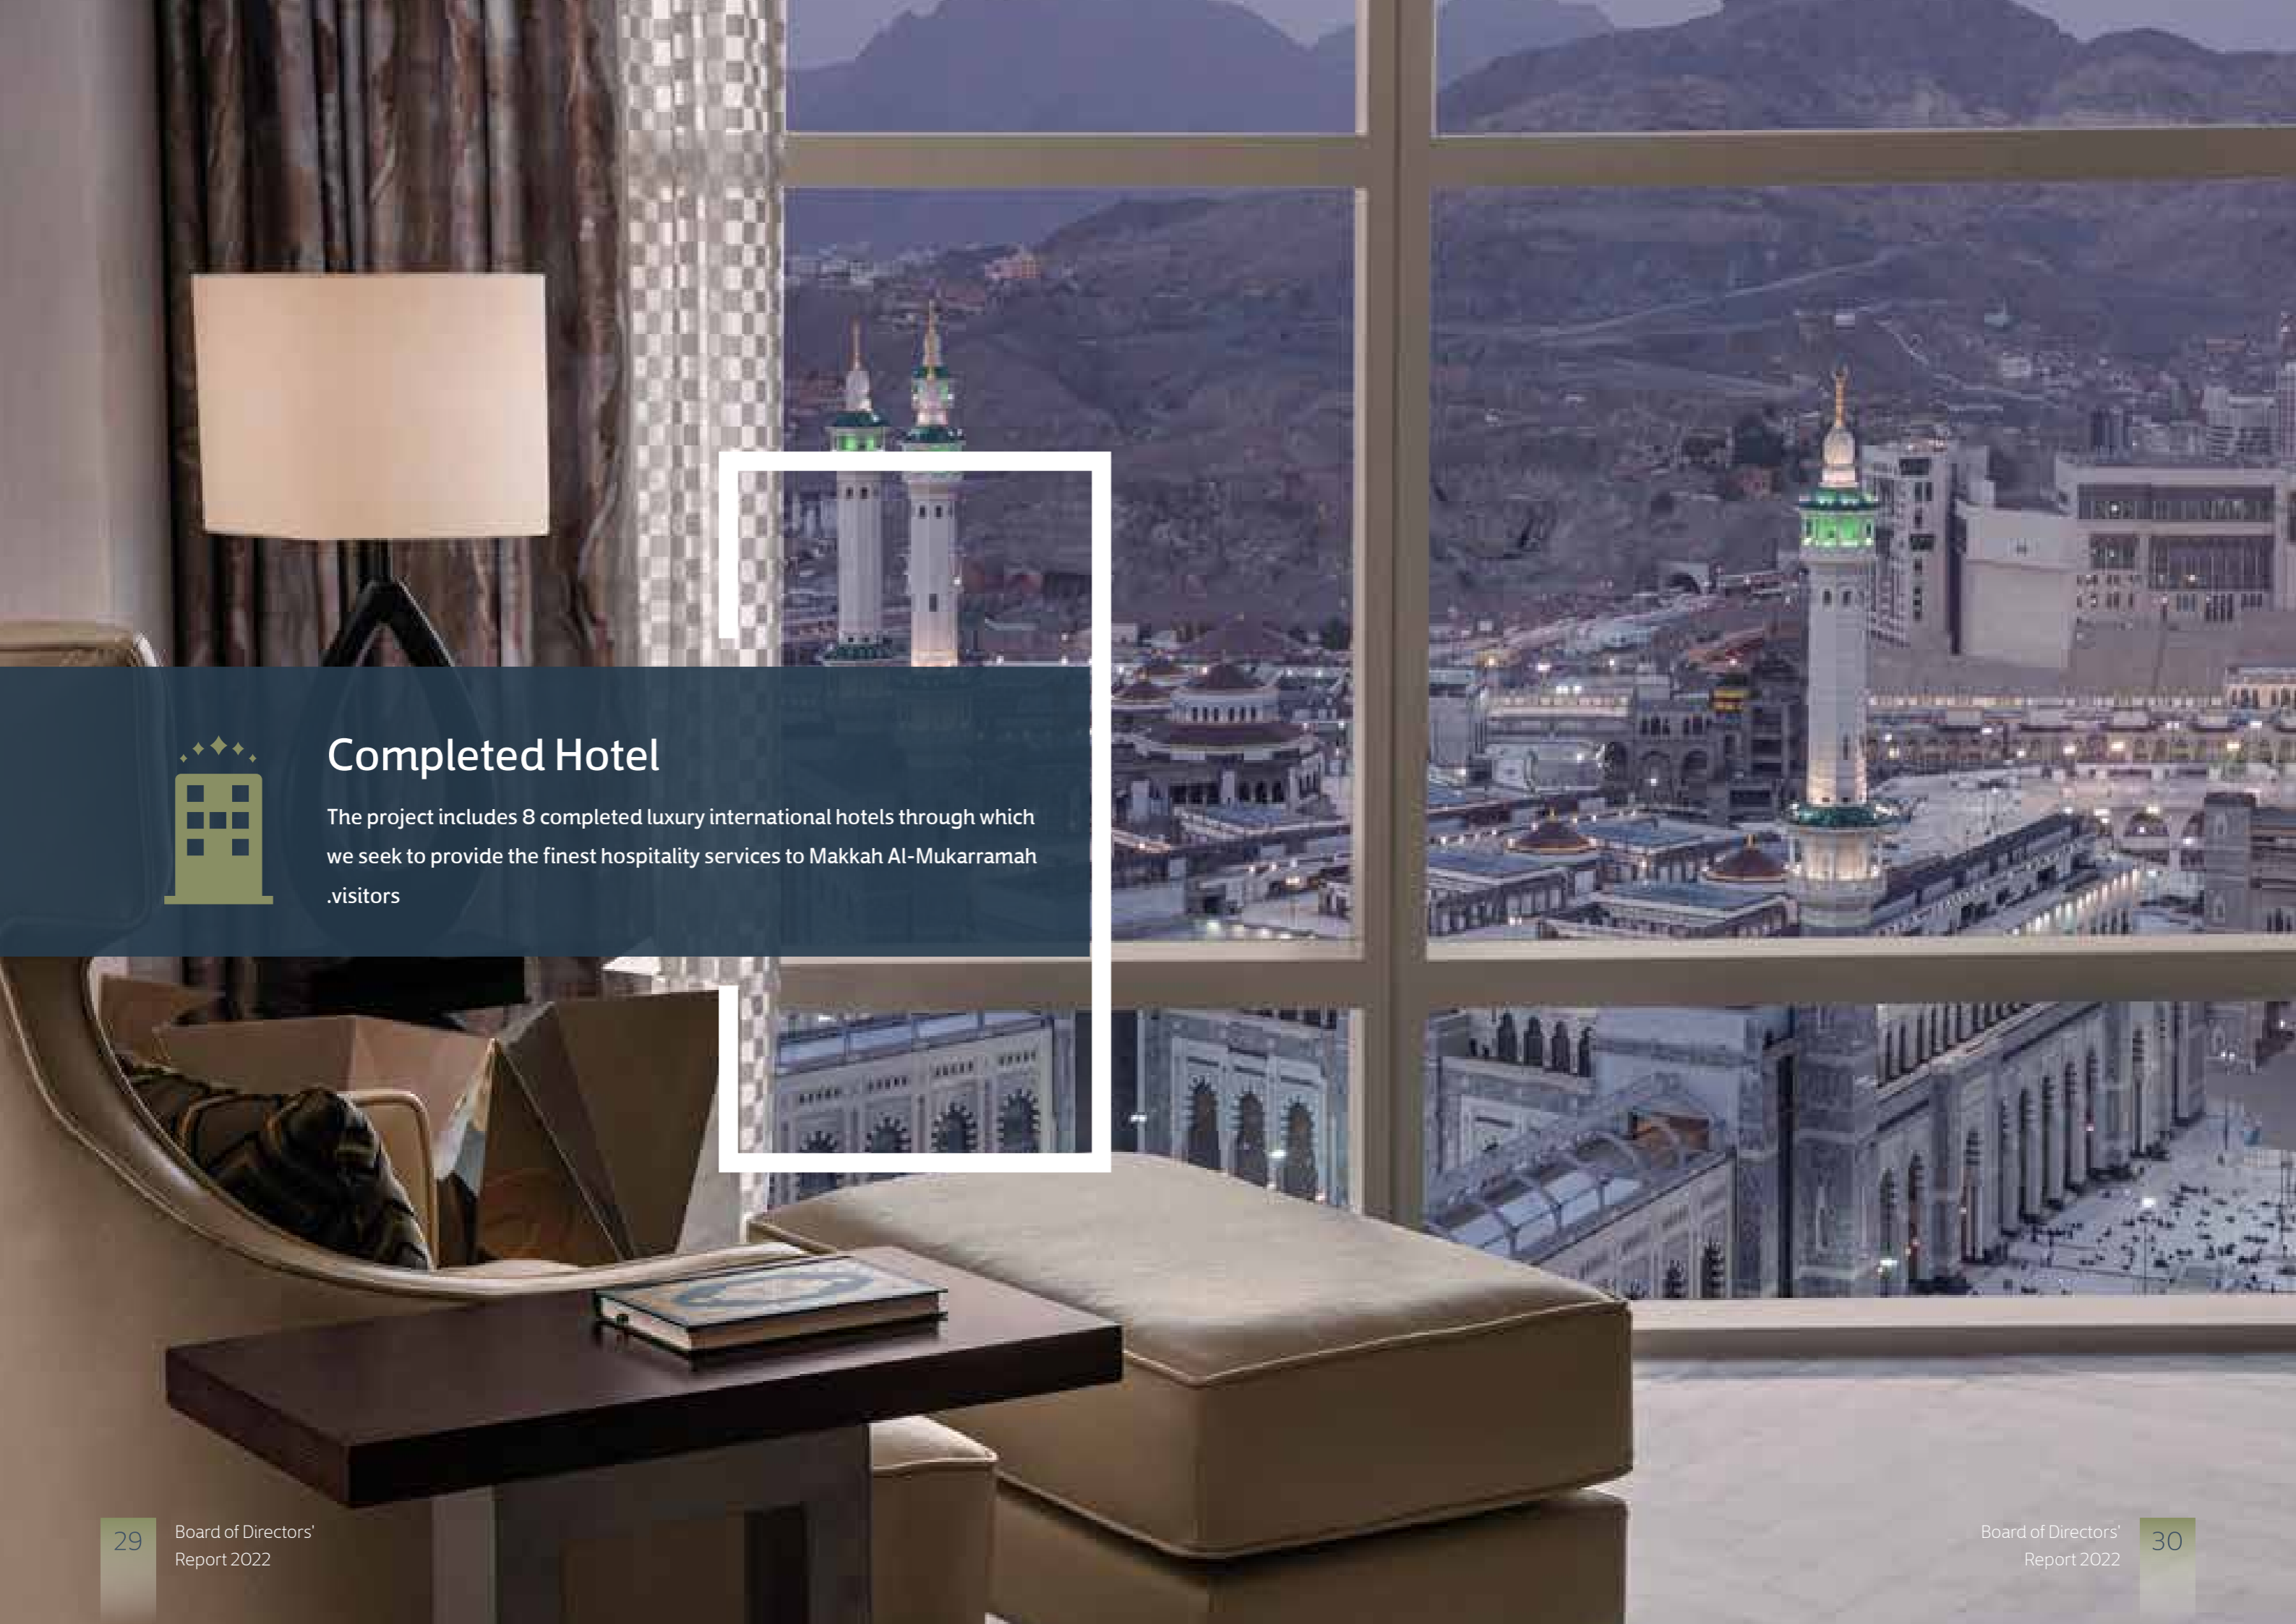 Completed Hotel
The project includes 8 completed luxury international hotels through which
we seek to provide the finest hospitality services to Makkah Al-Mukarramah
.visitors
29
Board of Directors'
Report 2022
Board of Directors'
Report 2022
30